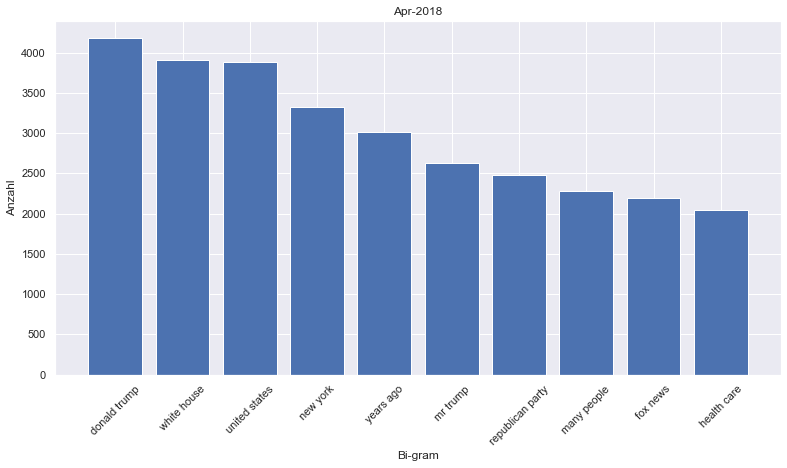 Apr-2018
Anzahl
4000
3500
3000
2500
2000
1500
1000
500
0
donald trump
white house
united states
new york
years ago
mr trump
republican party
many people
fox news
health care
Bi-gram